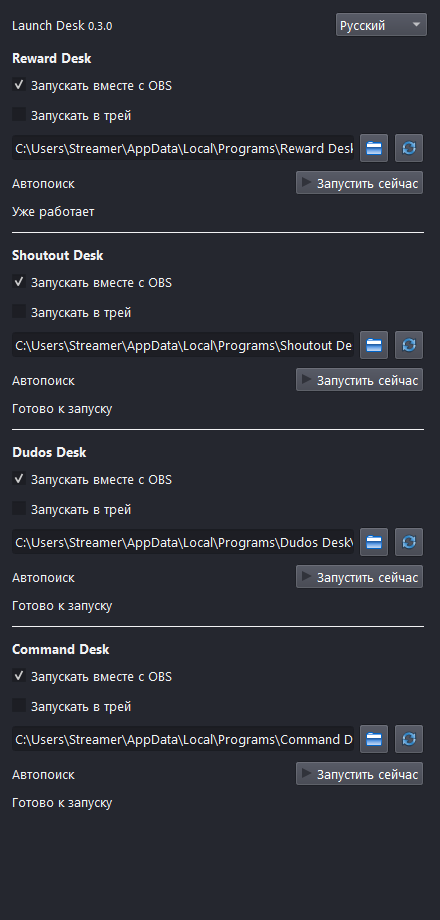 Launch Desk 0.3.0 Русский
Reward Desk
Запускать вместе с OBS
Запускать в трей
C:\Users\Streamer\AppData\Local\Programs\Reward Desk
Автопоиск Запустить сейчас
Уже работает
Shoutout Desk
Запускать вместе с OBS
Запускать в трей
C:\Users\Streamer\AppData\Local\Programs\Shoutout De
Автопоиск Запустить сейчас
Готово к запуску
Dudos Desk
Запускать вместе с OBS
Запускать в трей
C:\Users\Streamer\AppData\Local\Programs\Dudos Desk\
Автопоиск Запустить сейчас
Готово к запуску
Command Desk
Запускать вместе с OBS
Запускать в трей
C:\Users\Streamer\AppData\Local\Programs\Command D
Автопоиск Запустить сейчас
Готово к запуску